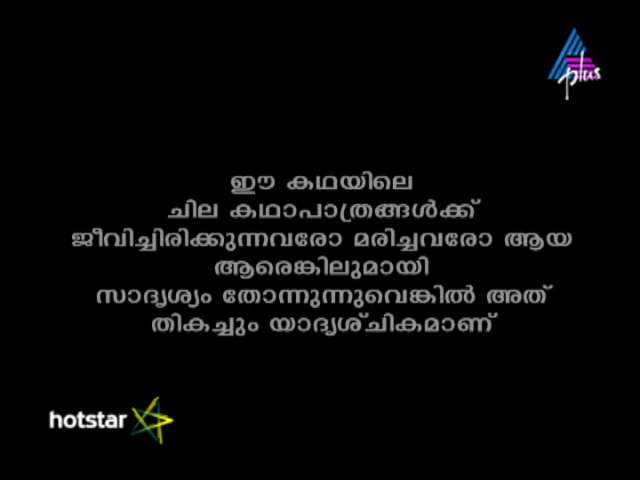 plus
ഈ കഥയിലെ
ചില കഥാപാത്രങ്ങൾക്ക്
ജീവിച്ചിരിക്കുന്നവരോ മരിച്ചവരോ ആയ
ആരെങ്കിലുമായി
സാദൃശ്യം തോന്നുന്നുവെങ്കിൽ അത്
തികച്ചും യാദൃശ്ചികമാണ്
hotstar